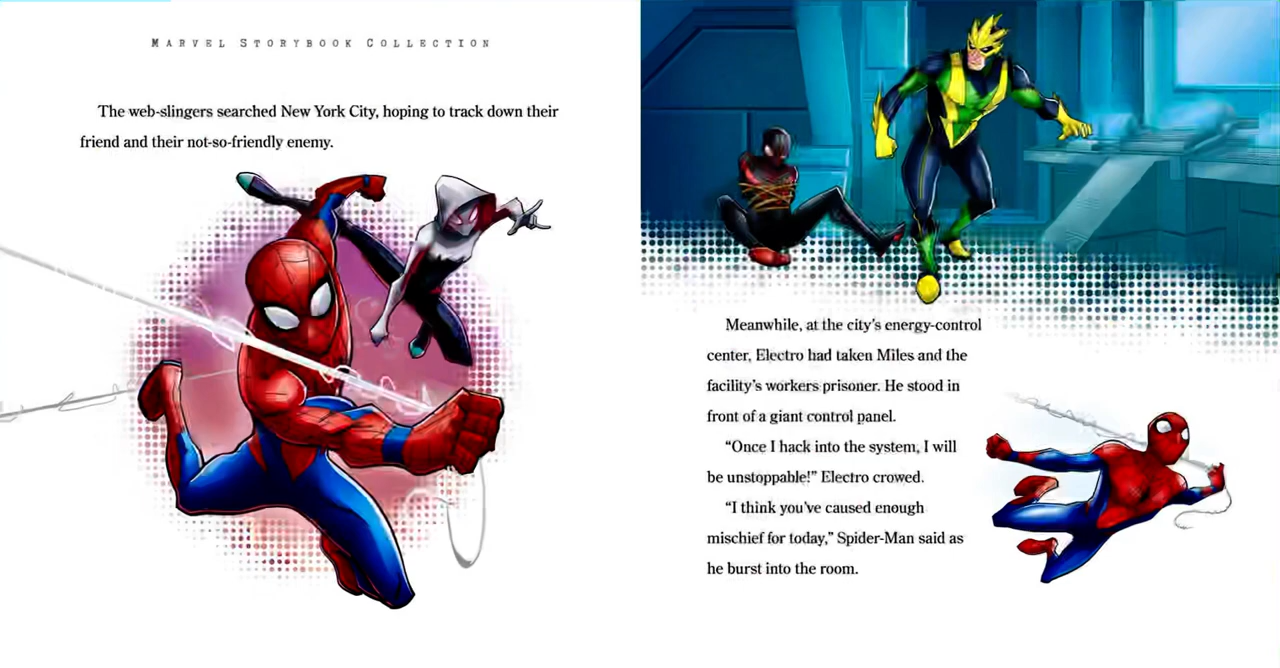 MARVEL STORYBOOK COLLECTION
The web-slingers searched New York City, hoping to track down their
friend and their not-so-friendly enemy.
Meanwhile, at the city's energy-control
center, Electro had taken Miles and the
facility's workers prisoner. He stood in
front of a giant control panel.
“Once I hack into the system, I will
be unstoppable!” Electro crowed.
“I think you've caused enough
mischief for today,” Spider-Man said as
he burst into the room.